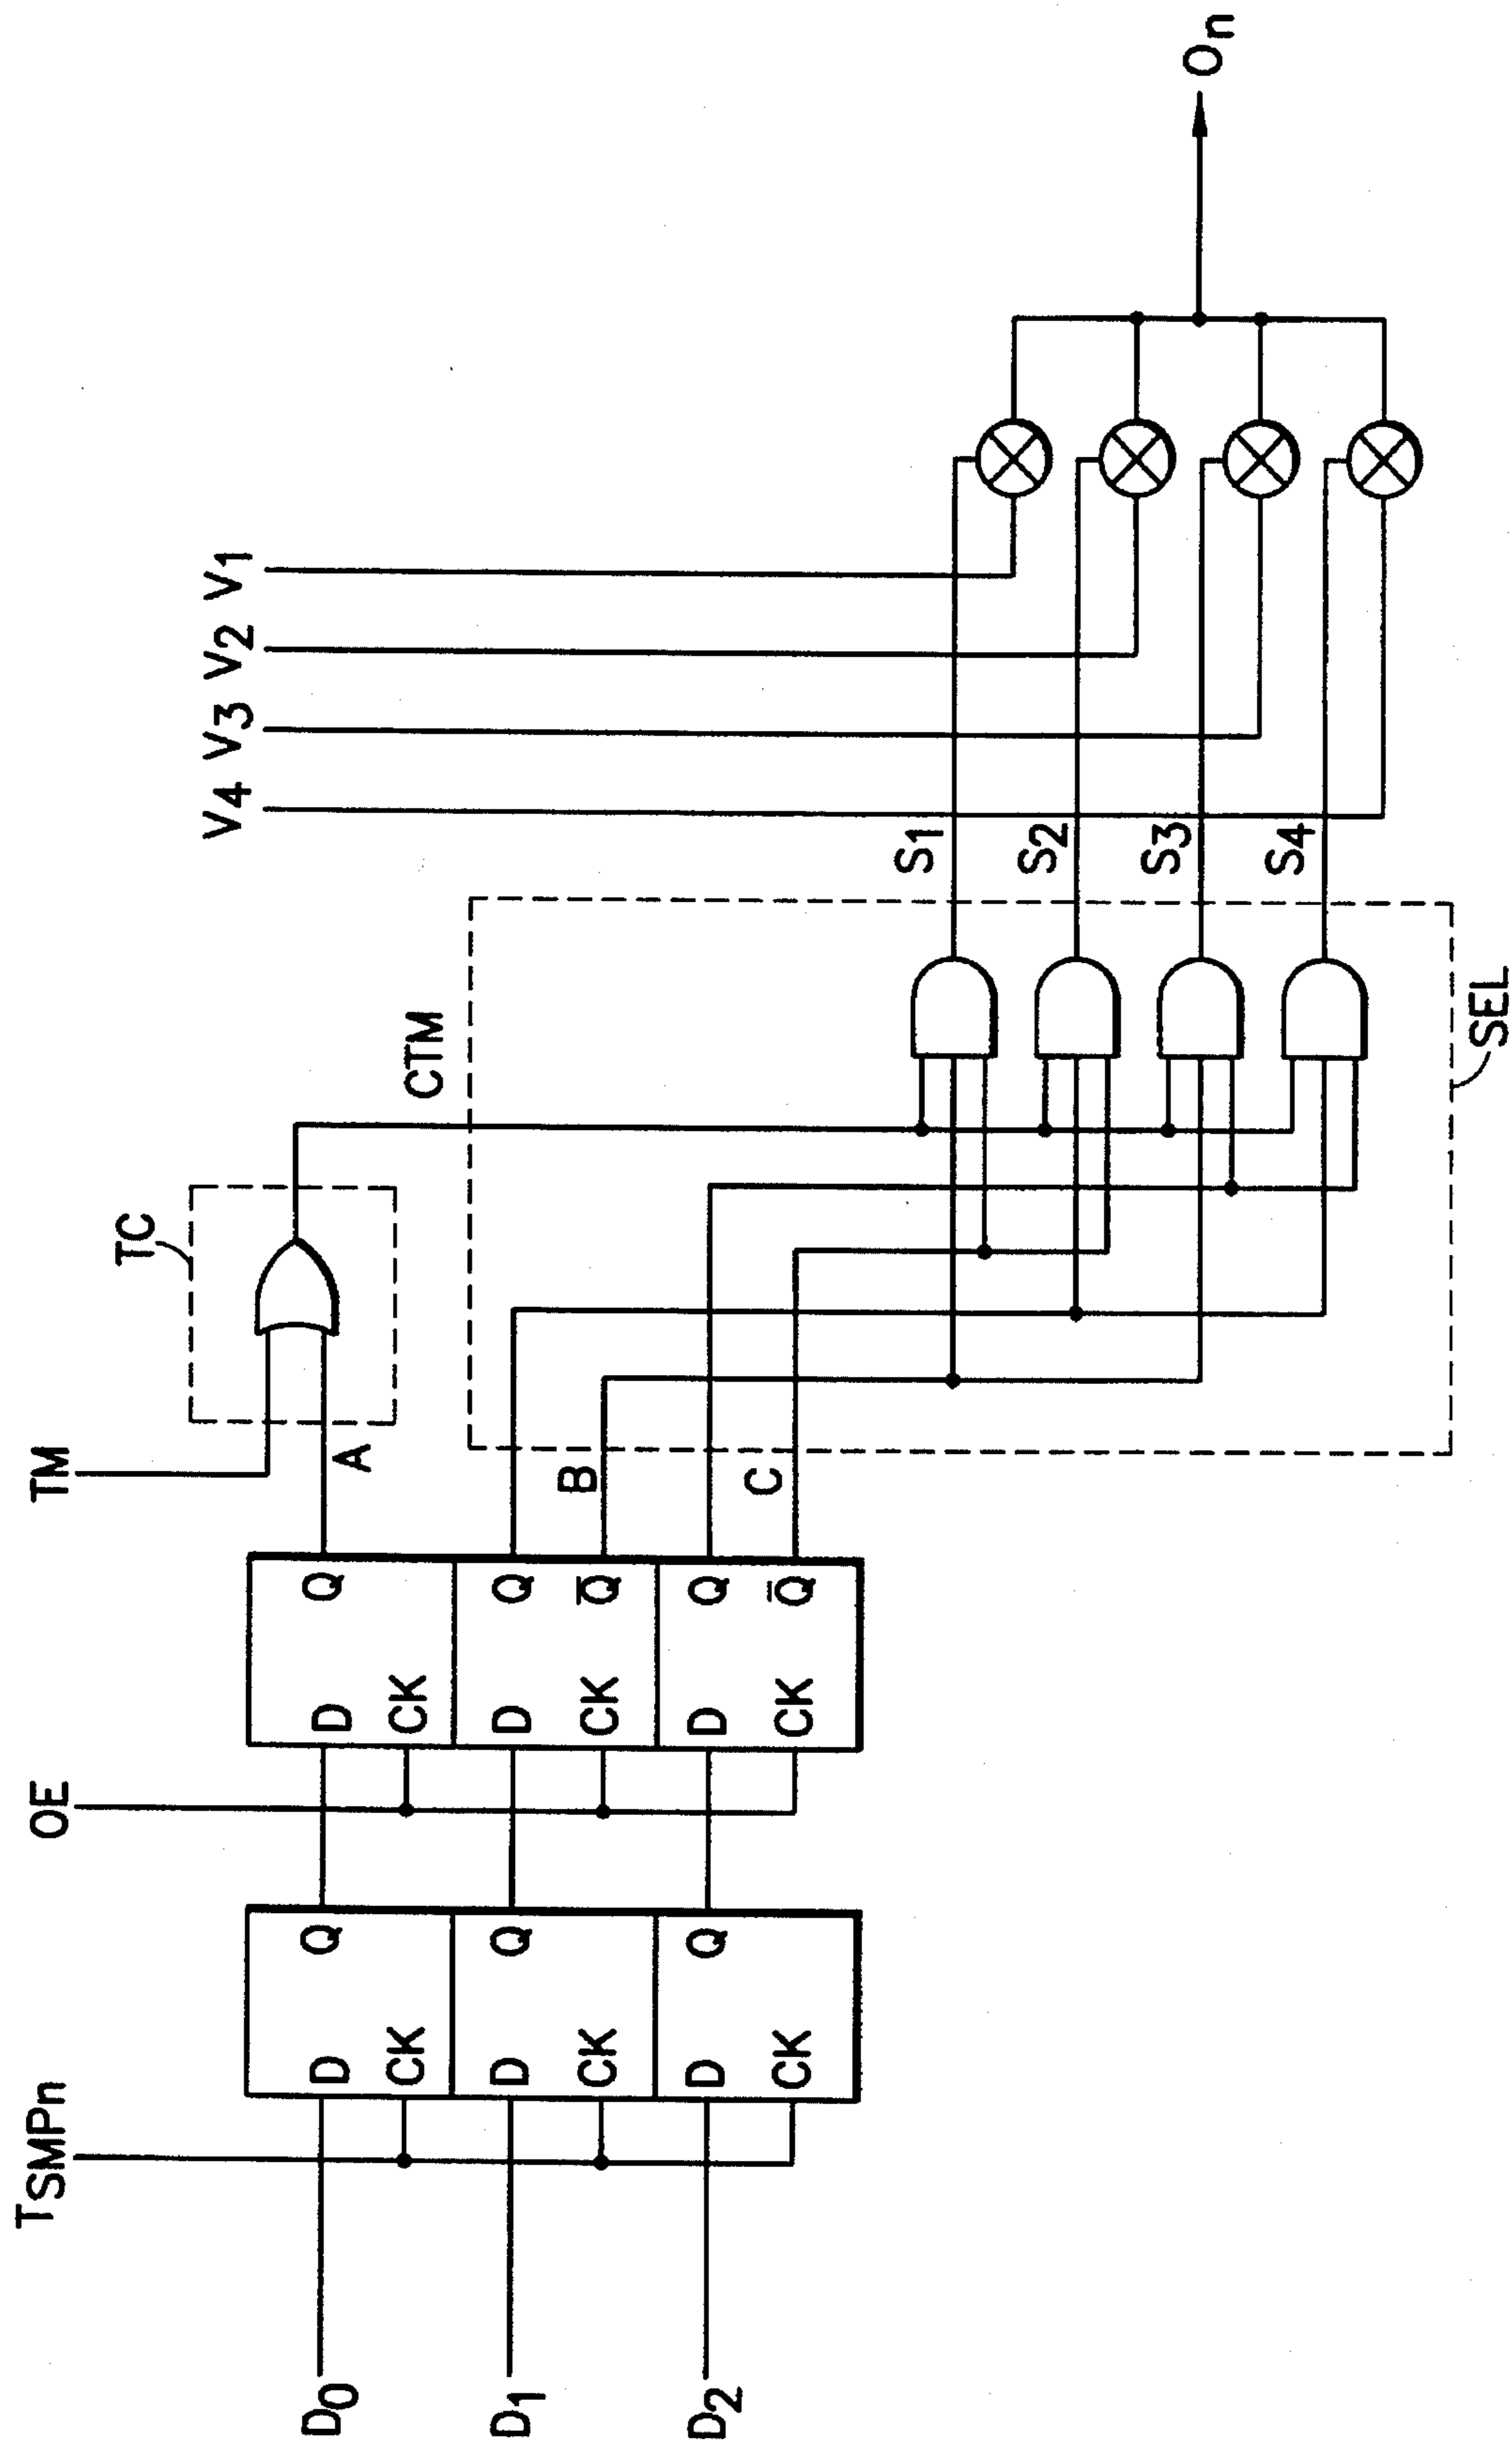 TSMPn
OE
TM
TC
V4 V3 V2 V1
D0
D
Q
D
Q
A
CK
CK
CTM
D1
D
Q
D
Q
CK
CK
Q̅
B
D2
D
Q
D
Q
CK
CK
Q̅
C
S1
S2
S3
S4
On
SEL